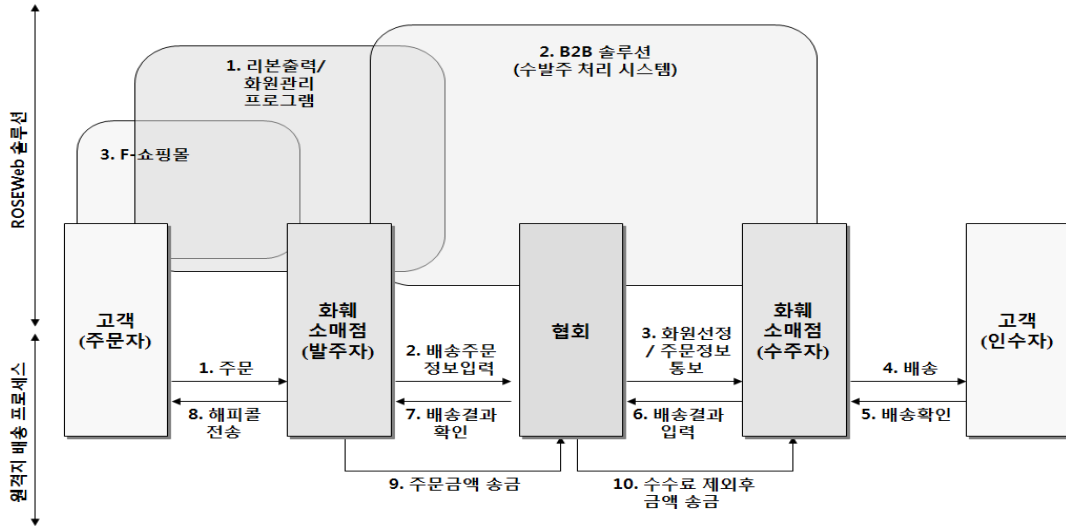 ROSEWeb 솔루션
원격지 배송 프로세스
1. 리본출력/
화원관리
프로그램
2. B2B 솔루션
(수발주 처리 시스템)
3. F-쇼핑몰
고객
(주문자)
화훼
소매점
(발주자)
협회
화훼
소매점
(수주자)
고객
(인수자)
1. 주문
8. 해피콜
전송
2. 배송주문
정보입력
7. 배송결과
확인
3. 화원선정
/ 주문정보
통보
6. 배송결과
입력
4. 배송
5. 배송확인
9. 주문금액 송금
10. 수수료 제외후
금액 송금